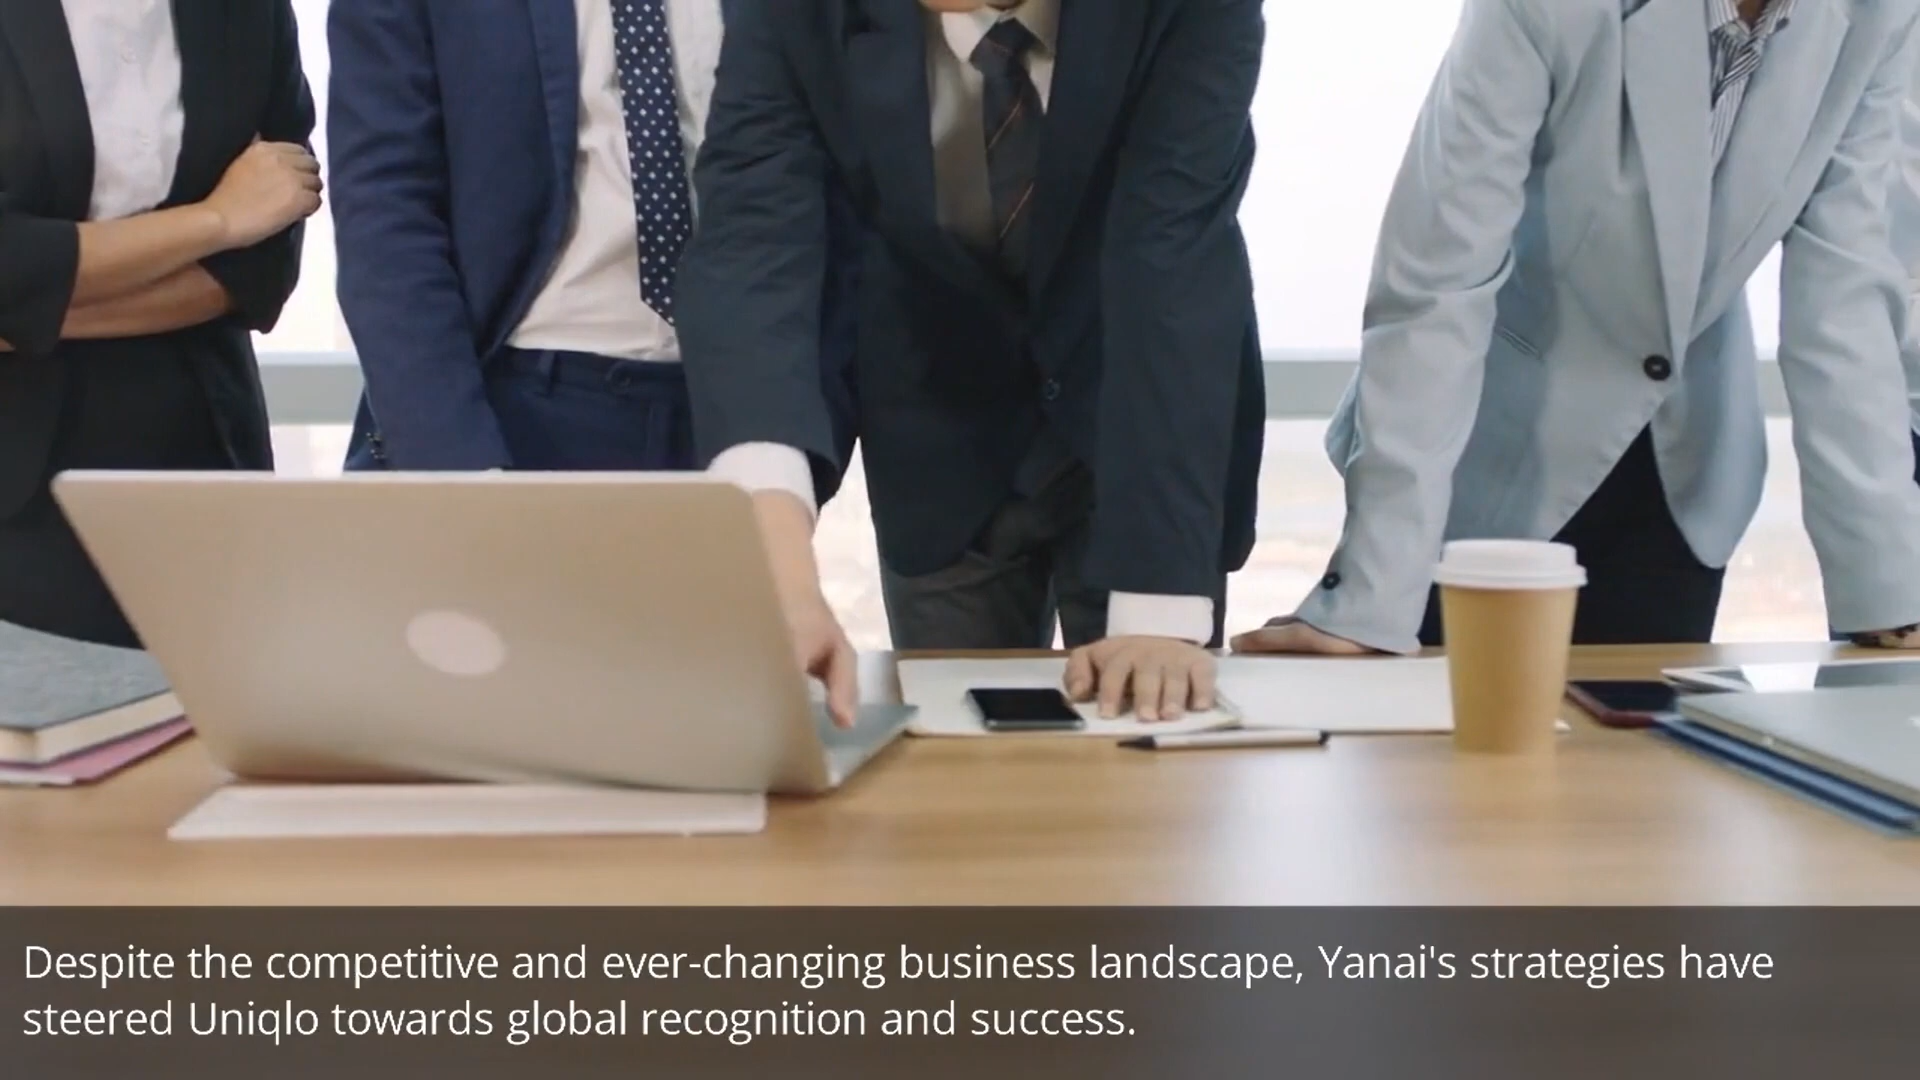 Despite the competitive and ever-changing business landscape, Yanai's strategies have
steered Uniqlo towards global recognition and success.